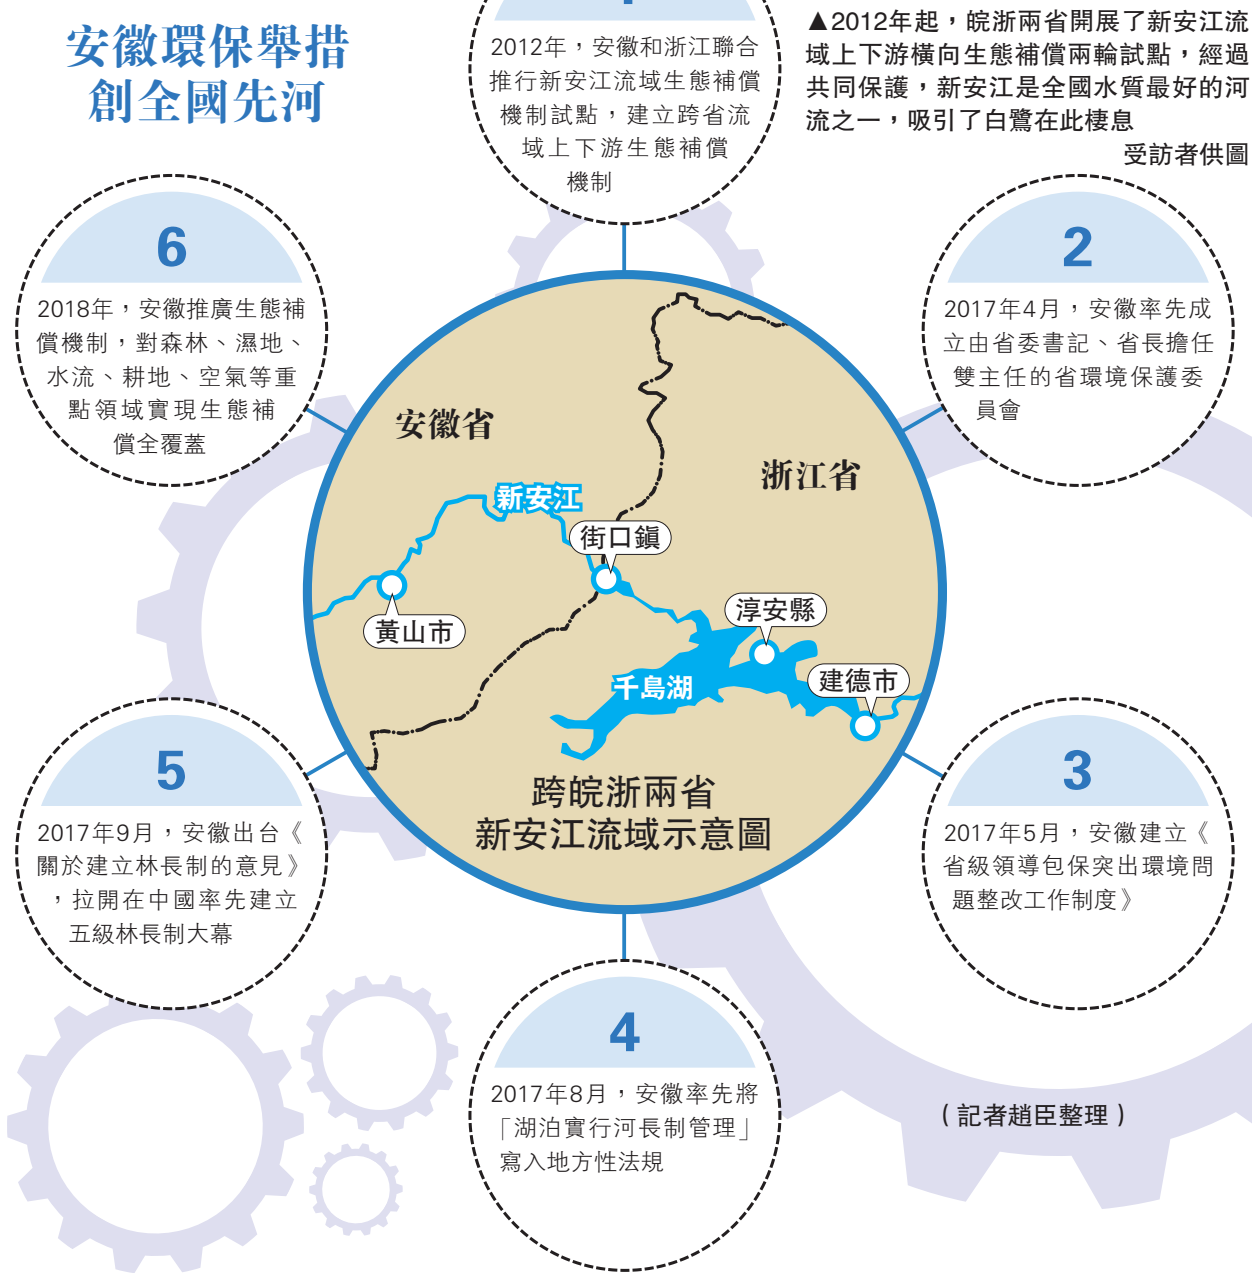 安徽環保舉措
創全國先河
2012年，安徽和浙江聯合
推行新安江流域生態補償
機制試點，建立跨省流
域上下游生態補償
機制
▲2012年起，皖浙兩省開展了新安江流
域上下游橫向生態補償兩輪試點，經過
共同保護，新安江是全國水質最好的河
流之一，吸引了白鷺在此棲息
受訪者供圖
2
2017年4月，安徽率先成
立由省委書記、省長擔任
雙主任的省環境保護委
員會
3
2017年5月，安徽建立《
省級領導包保突出環境問
題整改工作制度》
4
2017年8月，安徽率先將
「湖泊實行河長制管理」
寫入地方性法規
5
2017年9月，安徽出台《
關於建立林長制的意見》
，拉開在中國率先建立
五級林長制大幕
6
2018年，安徽推廣生態補
償機制，對森林、濕地、
水流、耕地、空氣等重
點領域實現生態補
償全覆蓋
安徽省
浙江省
新安江
街口鎮
黃山市
淳安縣
千島湖
建德市
跨皖浙兩省
新安江流域示意圖
（記者趙臣整理）